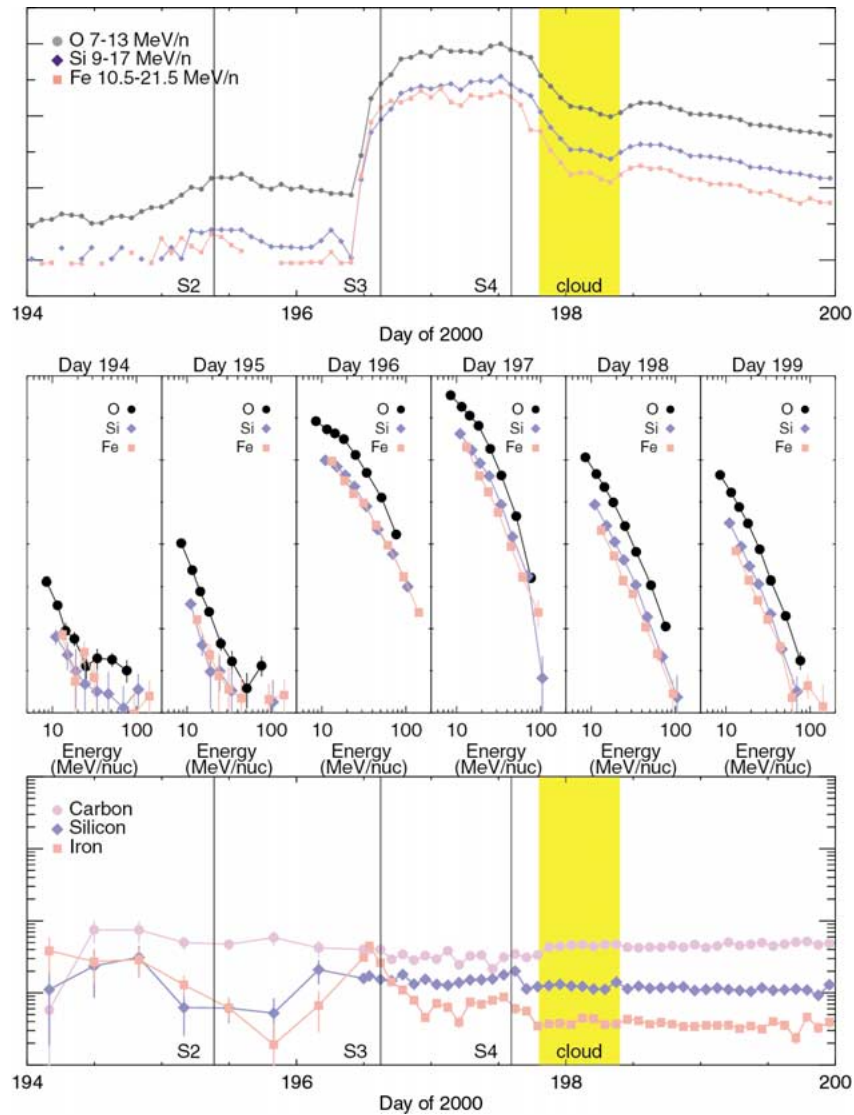 O 7-13 MeV/n
Si 9-17 MeV/n
Fe 10.5-21.5 MeV/n
S2 S3 S4 cloud
194 196 198 200
Day of 2000
Day 194 Day 195 Day 196 Day 197 Day 198 Day 199
O O O O O O
Si Si Si Si Si Si
Fe Fe Fe Fe Fe Fe
10 100 10 100 10 100 10 100 10 100 10 100
Energy Energy Energy Energy Energy Energy
(MeV/nuc) (MeV/nuc) (MeV/nuc) (MeV/nuc) (MeV/nuc) (MeV/nuc)
Carbon
Silicon
Iron
S2 S3 S4 cloud
194 196 198 200
Day of 2000